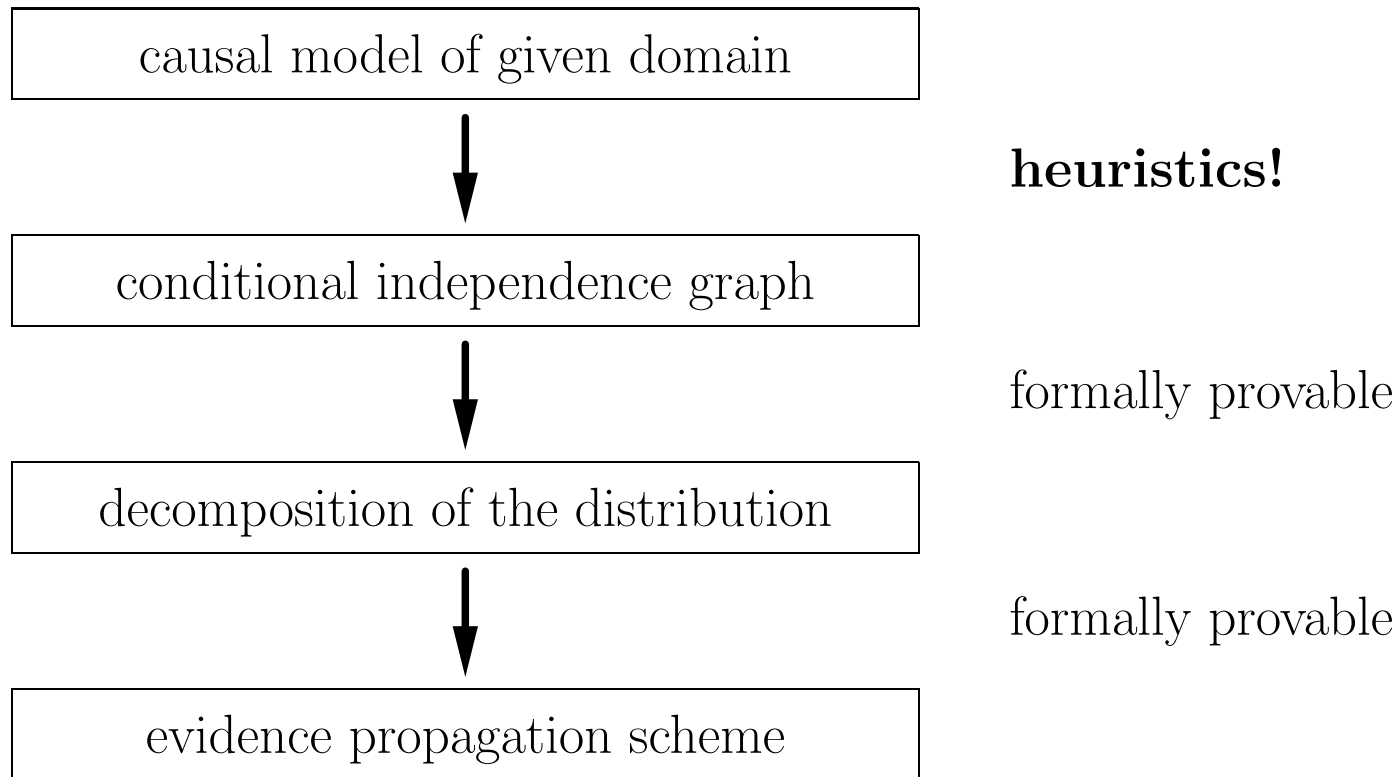 causal model of given domain
heuristics!
conditional independence graph
formally provable
decomposition of the distribution
formally provable
evidence propagation scheme